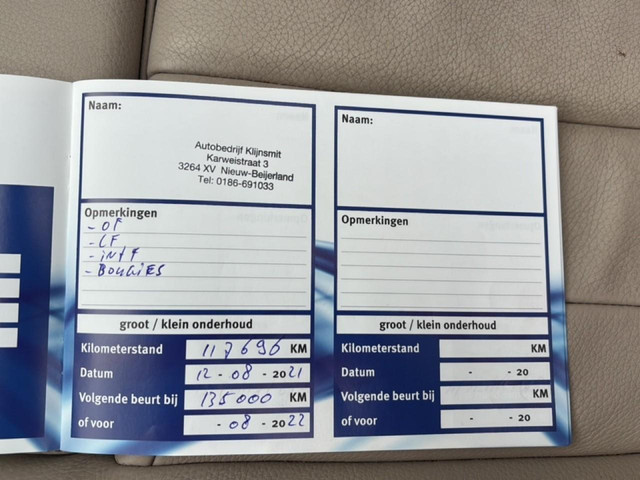 Naam:
Autobedrijf Klijnsmit
Karweistraat 3
3264 XV Nieuw-Beijerland
Tel: 0186-691033
Opmerkingen
- OF
- LF
- iNTF
- BOUGIES
groot / klein onderhoud
Kilometerstand 117696 KM
Datum 12 - 08 - 2021
Volgende beurt bij 135000 KM
of voor - 08 - 2022
Naam:
Opmerkingen
groot / klein onderhoud
Kilometerstand KM
Datum - - 20
Volgende beurt bij KM
of voor - - 20